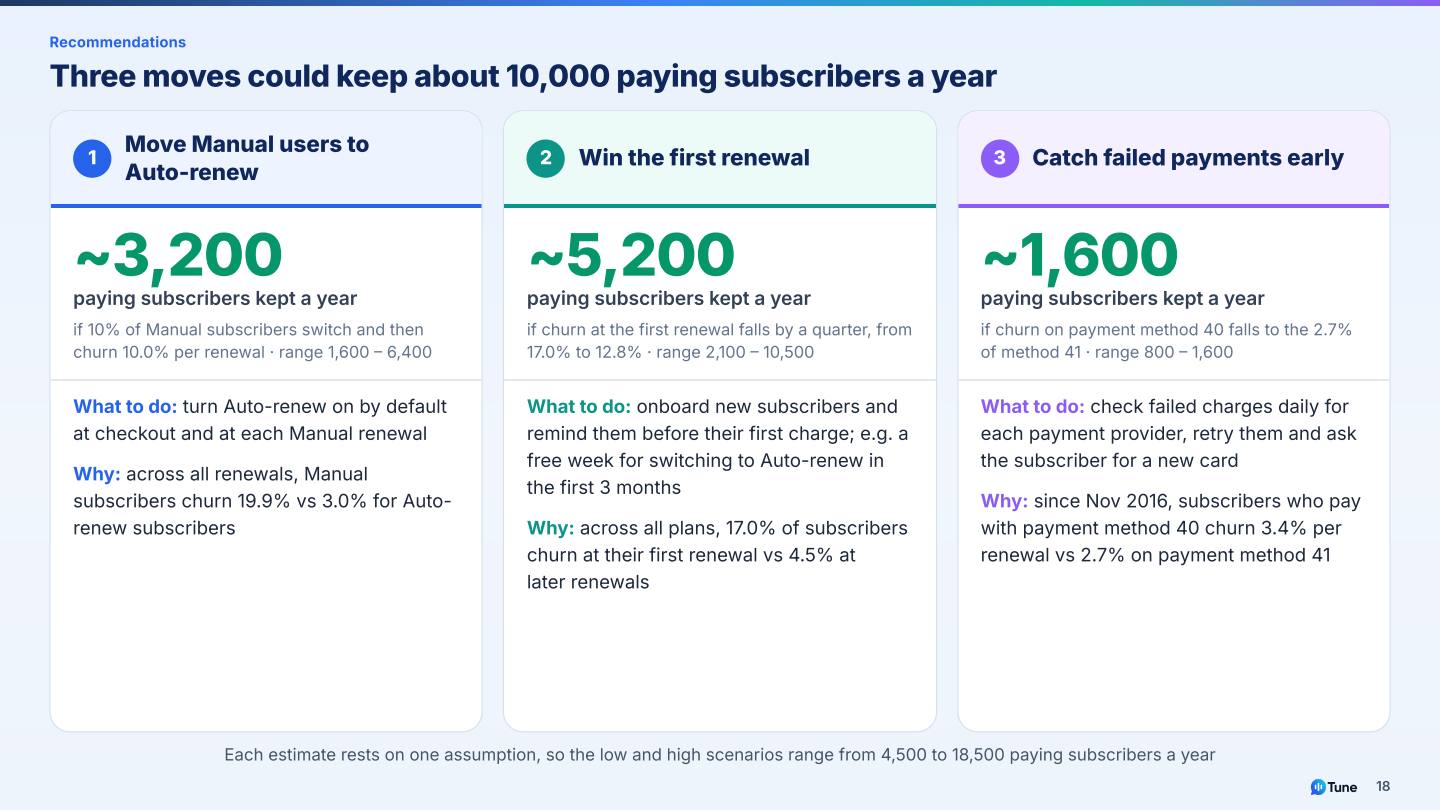 Recommendations
Three moves could keep about 10,000 paying subscribers a year
1
Move Manual users to
Auto-renew
~3,200
paying subscribers kept a year
if 10% of Manual subscribers switch and then
churn 10.0% per renewal · range 1,600 – 6,400
What to do: turn Auto-renew on by default
at checkout and at each Manual renewal
Why: across all renewals, Manual
subscribers churn 19.9% vs 3.0% for Auto-
renew subscribers
2
Win the first renewal
~5,200
paying subscribers kept a year
if churn at the first renewal falls by a quarter, from
17.0% to 12.8% · range 2,100 – 10,500
What to do: onboard new subscribers and
remind them before their first charge; e.g. a
free week for switching to Auto-renew in
the first 3 months
Why: across all plans, 17.0% of subscribers
churn at their first renewal vs 4.5% at
later renewals
3
Catch failed payments early
~1,600
paying subscribers kept a year
if churn on payment method 40 falls to the 2.7%
of method 41 · range 800 – 1,600
What to do: check failed charges daily for
each payment provider, retry them and ask
the subscriber for a new card
Why: since Nov 2016, subscribers who pay
with payment method 40 churn 3.4% per
renewal vs 2.7% on payment method 41
Each estimate rests on one assumption, so the low and high scenarios range from 4,500 to 18,500 paying subscribers a year
Tune
18